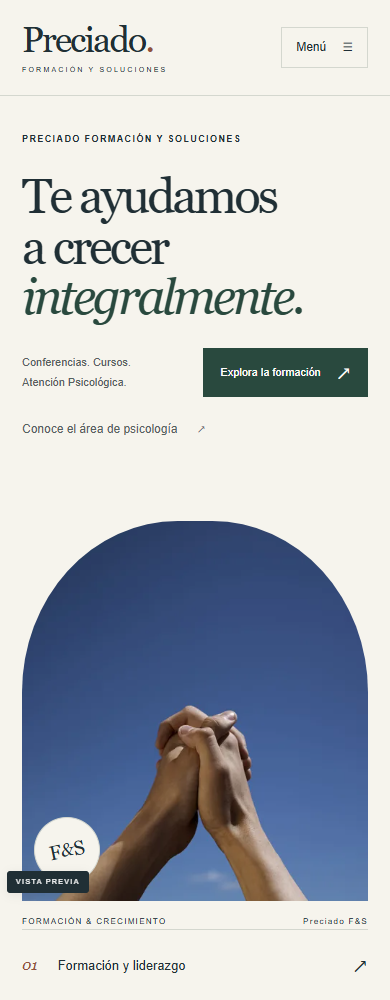 Preciado.
FORMACIÓN Y SOLUCIONES
Menú
PRECIADO FORMACIÓN Y SOLUCIONES
Te ayudamos
a crecer
integralmente.
Conferencias. Cursos.
Atención Psicológica.
Explora la formación ↗
Conoce el área de psicología ↗
F&S
VISTA PREVIA
FORMACIÓN & CRECIMIENTO
Preciado F&S
01 Formación y liderazgo ↗